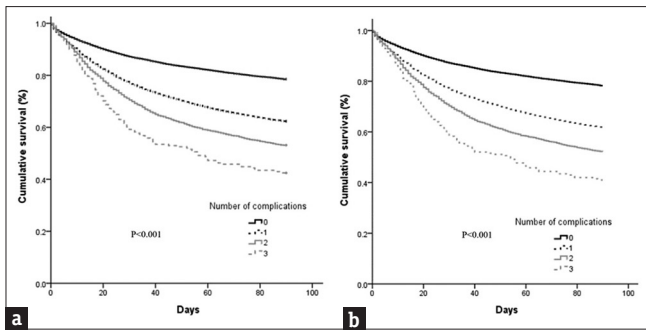 1.0
0.8
0.6
0.4
0.2
0.0
Cumulative survival (%)
Number of complications
0
1
2
3
P<0.001
0 20 40 60 80 100
Days
a
1.0
0.8
0.6
0.4
0.2
0.0
Cumulative survival (%)
Number of complications
0
1
2
3
P<0.001
0 20 40 60 80 100
Days
b